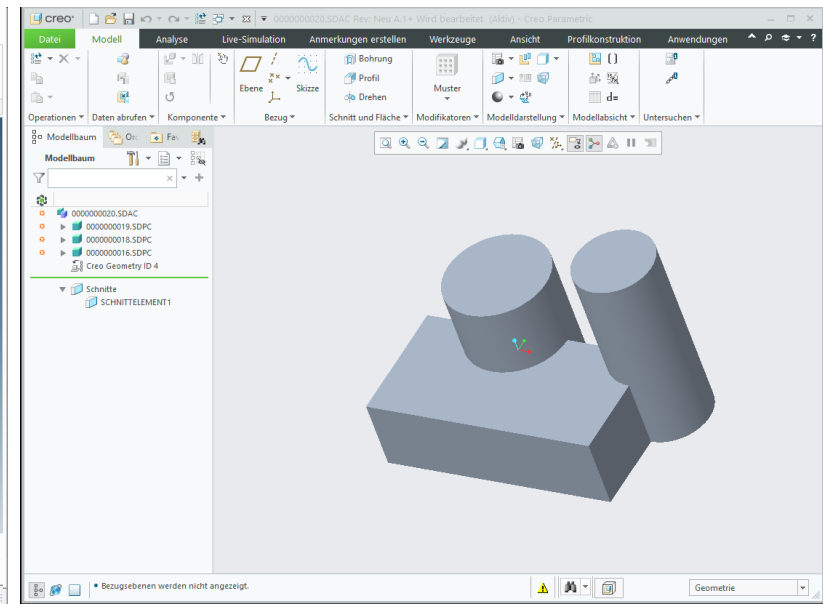 creo° 0000000020.SDAC Rev: Neu A.1+ Wird bearbeitet (Aktiv) - Creo Parametric
Datei Modell Analyse Live-Simulation Anmerkungen erstellen Werkzeuge Ansicht Profilkonstruktion Anwendungen
Ebene
Skizze
Bohrung
Profil
Drehen
Muster
d=
Operationen Daten abrufen Komponente Bezug Schnitt und Fläche Modifikatoren Modelldarstellung Modellabsicht Untersuchen
Modellbaum Fav
Modellbaum
0000000020.SDAC
0000000019.SDPC
0000000018.SDPC
0000000016.SDPC
Creo Geometry ID 4
Schnitte
SCHNITTELEMENT1
• Bezugsebenen werden nicht angezeigt.
Geometrie